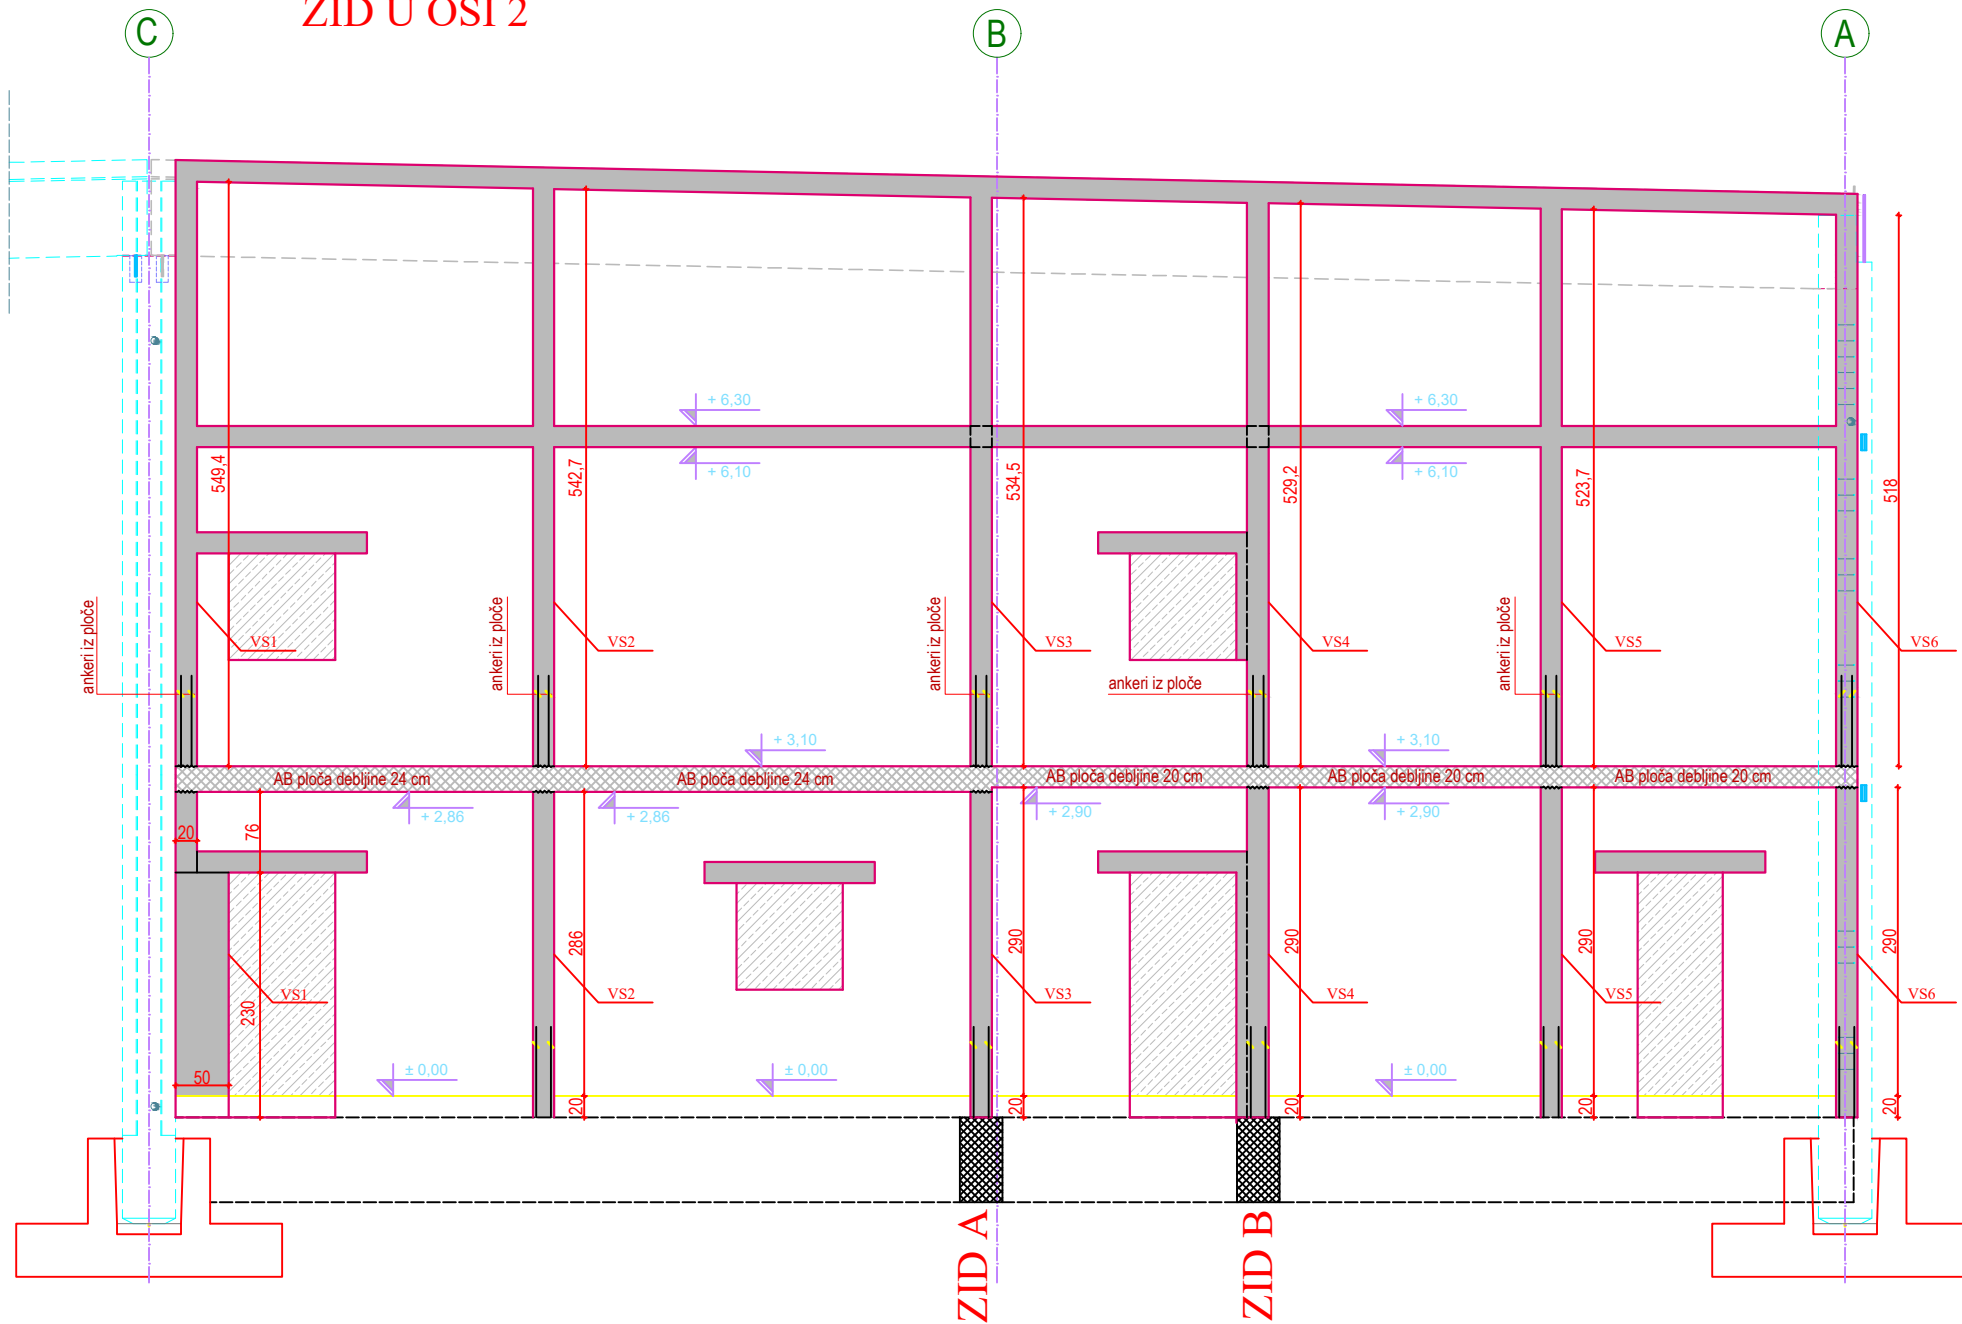 ZID U OSI 2
C
B
A
+ 6,30
+ 6,30
+ 6,10
+ 6,10
549,4
542,7
534,5
529,2
523,7
518
ankeri iz ploče
ankeri iz ploče
ankeri iz ploče
ankeri iz ploče
ankeri iz ploče
VS1
VS2
VS3
VS4
VS5
VS6
+ 3,10
+ 3,10
AB ploča debljine 24 cm
AB ploča debljine 24 cm
AB ploča debljine 20 cm
AB ploča debljine 20 cm
AB ploča debljine 20 cm
+ 2,86
+ 2,86
+ 2,90
+ 2,90
20
76
286
290
290
290
290
230
VS1
VS2
VS3
VS4
VS5
VS6
50
± 0,00
± 0,00
± 0,00
20
20
20
20
20
ZID A
ZID B